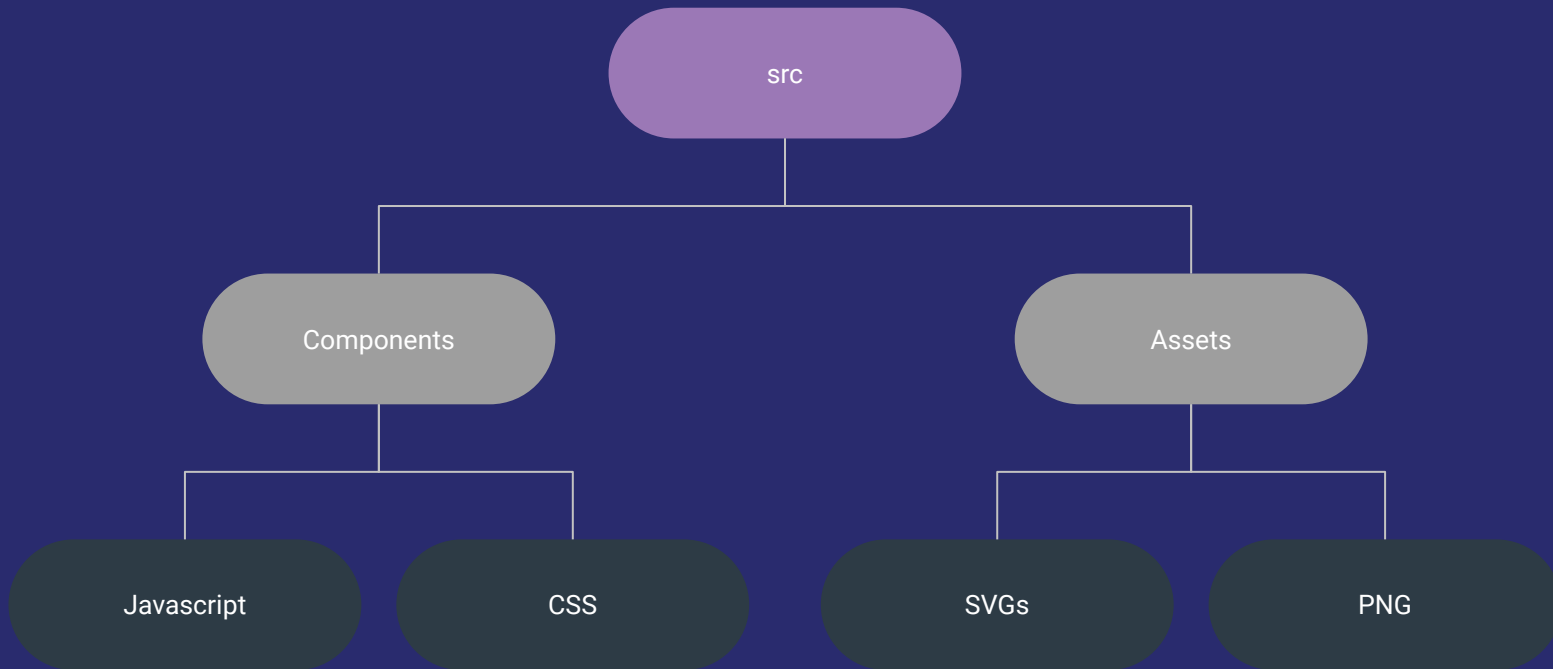 src
Components
Assets
Javascript
CSS
SVGs
PNG